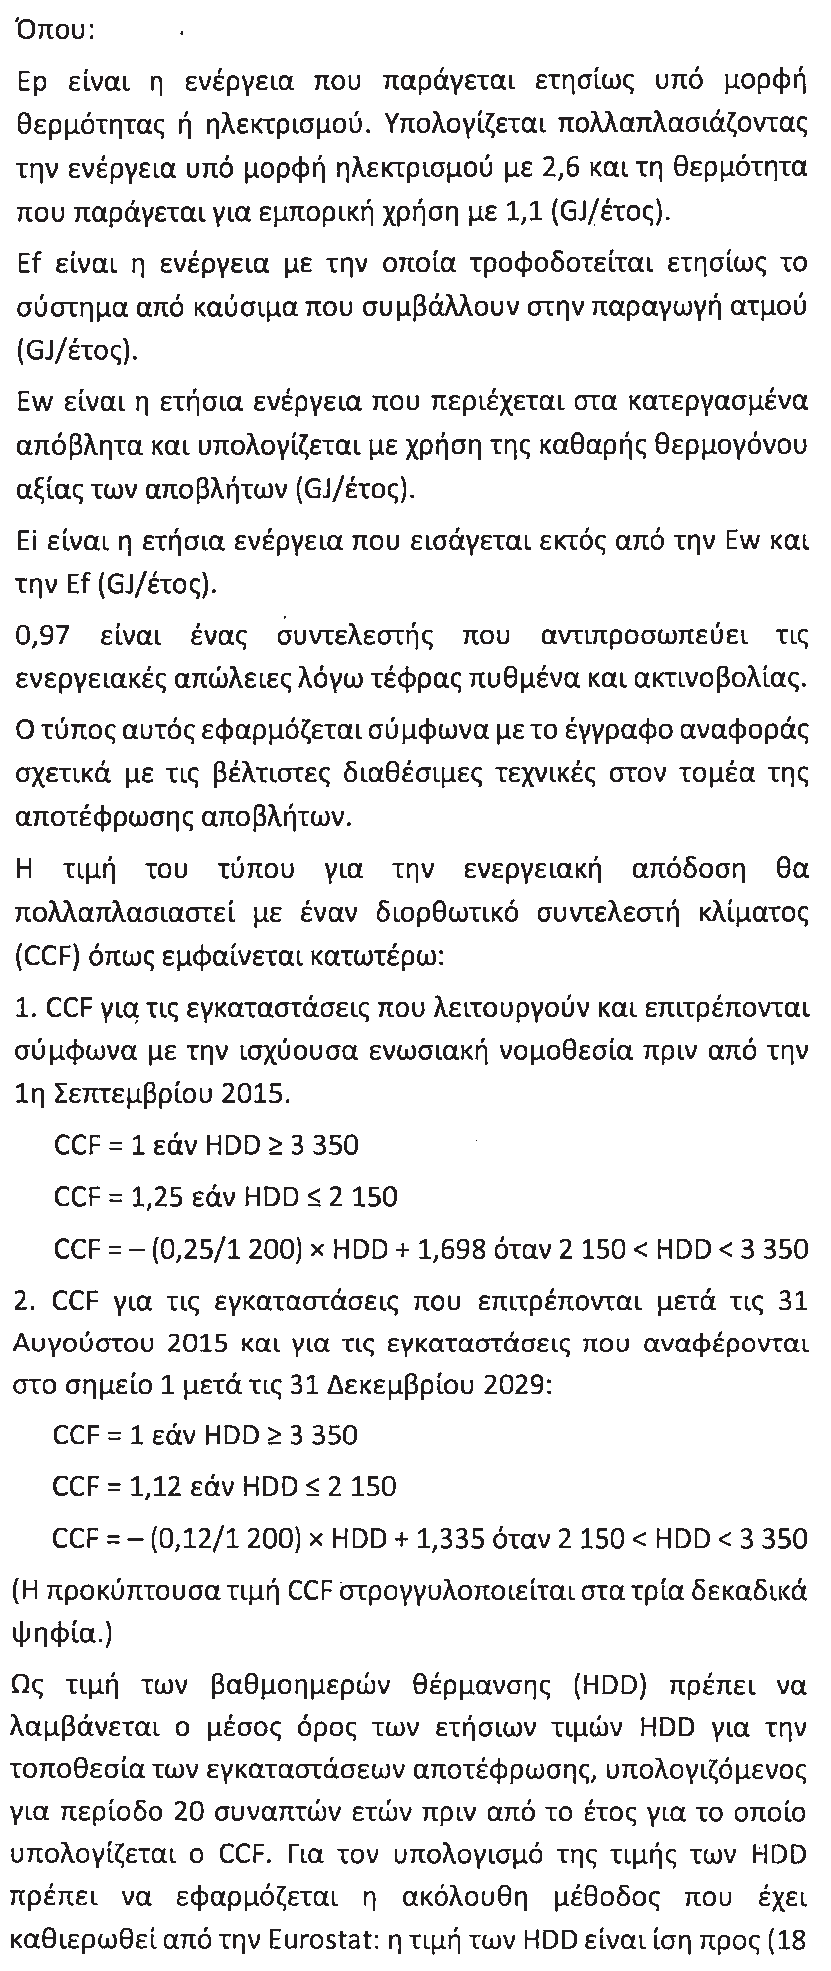 Όπου:
Ep είναι η ενέργεια που παράγεται ετησίως υπό μορφή
θερμότητας ή ηλεκτρισμού. Υπολογίζεται πολλαπλασιάζοντας
την ενέργεια υπό μορφή ηλεκτρισμού με 2,6 και τη θερμότητα
που παράγεται για εμπορική χρήση με 1,1 (GJ/έτος).
Ef είναι η ενέργεια με την οποία τροφοδοτείται ετησίως το
σύστημα από καύσιμα που συμβάλλουν στην παραγωγή ατμού
(GJ/έτος).
Ew είναι η ετήσια ενέργεια που περιέχεται στα κατεργασμένα
απόβλητα και υπολογίζεται με χρήση της καθαρής θερμογόνου
αξίας των αποβλήτων (GJ/έτος).
Ei είναι η ετήσια ενέργεια που εισάγεται εκτός από την Ew και
την Ef (GJ/έτος).
0,97 είναι ένας συντελεστής που αντιπροσωπεύει τις
ενεργειακές απώλειες λόγω τέφρας πυθμένα και ακτινοβολίας.
Ο τύπος αυτός εφαρμόζεται σύμφωνα με το έγγραφο αναφοράς
σχετικά με τις βέλτιστες διαθέσιμες τεχνικές στον τομέα της
αποτέφρωσης αποβλήτων.
Η τιμή του τύπου για την ενεργειακή απόδοση θα
πολλαπλασιαστεί με έναν διορθωτικό συντελεστή κλίματος
(CCF) όπως εμφαίνεται κατωτέρω:
1. CCF για τις εγκαταστάσεις που λειτουργούν και επιτρέπονται
σύμφωνα με την ισχύουσα ενωσιακή νομοθεσία πριν από την
1η Σεπτεμβρίου 2015.
CCF = 1 εάν HDD ≥ 3 350
CCF = 1,25 εάν HDD ≤ 2 150
CCF = – (0,25/1 200) × HDD + 1,698 όταν 2 150 < HDD < 3 350
2. CCF για τις εγκαταστάσεις που επιτρέπονται μετά τις 31
Αυγούστου 2015 και για τις εγκαταστάσεις που αναφέρονται
στο σημείο 1 μετά τις 31 Δεκεμβρίου 2029:
CCF = 1 εάν HDD ≥ 3 350
CCF = 1,12 εάν HDD ≤ 2 150
CCF = – (0,12/1 200) × HDD + 1,335 όταν 2 150 < HDD < 3 350
(Η προκύπτουσα τιμή CCF στρογγυλοποιείται στα τρία δεκαδικά
ψηφία.)
Ως τιμή των βαθμοημερών θέρμανσης (HDD) πρέπει να
λαμβάνεται ο μέσος όρος των ετήσιων τιμών HDD για την
τοποθεσία των εγκαταστάσεων αποτέφρωσης, υπολογιζόμενος
για περίοδο 20 συναπτών ετών πριν από το έτος για το οποίο
υπολογίζεται ο CCF. Για τον υπολογισμό της τιμής των HDD
πρέπει να εφαρμόζεται η ακόλουθη μέθοδος που έχει
καθιερωθεί από την Eurostat: η τιμή των HDD είναι ίση προς (18